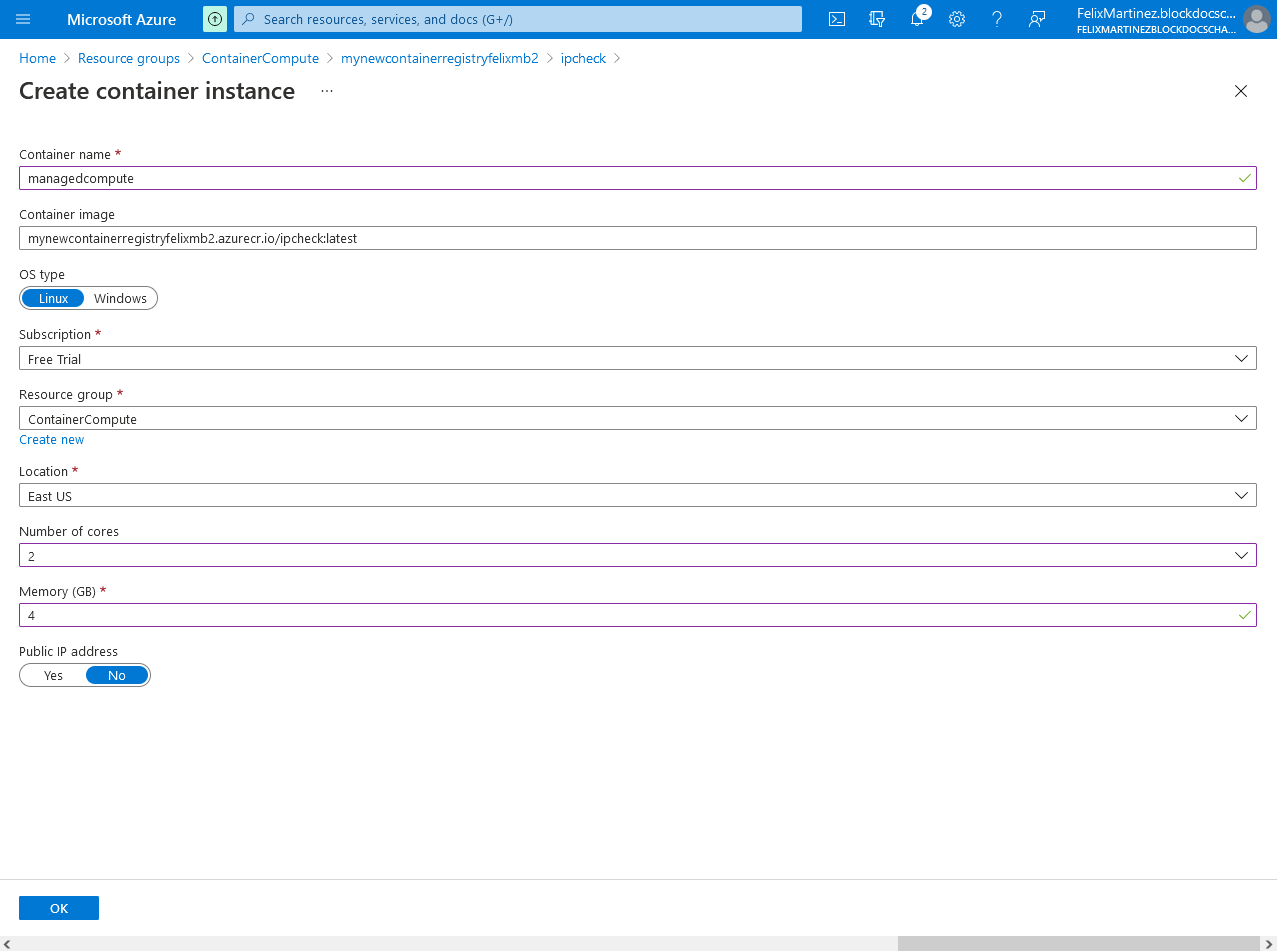 Microsoft Azure
Search resources, services, and docs (G+/)
2
FelixMartinez.blockdocsc...
FELIXMARTINEZBLOCKDOCSCHA...
Home > Resource groups > ContainerCompute > mynewcontainerregistryfelixmb2 > ipcheck >
Create container instance ...
Container name *
managedcompute
Container image
mynewcontainerregistryfelixmb2.azurecr.io/ipcheck:latest
OS type
Linux Windows
Subscription *
Free Trial
Resource group *
ContainerCompute
Create new
Location *
East US
Number of cores
2
Memory (GB) *
4
Public IP address
Yes No
OK